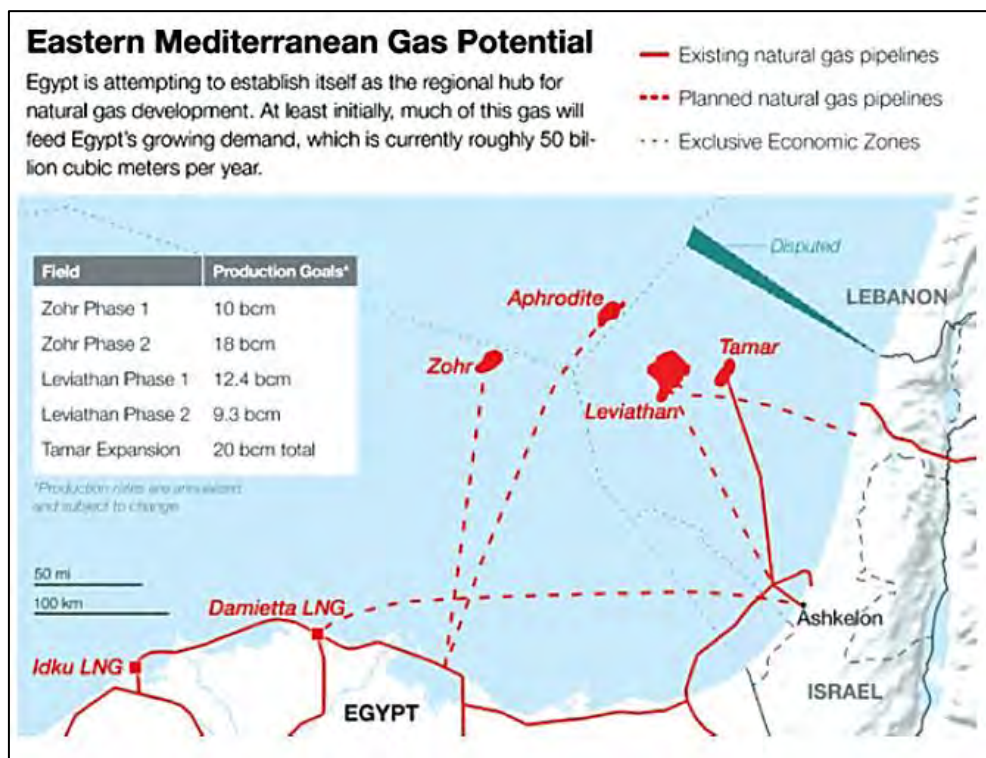 Eastern Mediterranean Gas Potential
Egypt is attempting to establish itself as the regional hub for
natural gas development. At least initially, much of this gas will
feed Egypt's growing demand, which is currently roughly 50 bil-
lion cubic meters per year.
Existing natural gas pipelines
Planned natural gas pipelines
Exclusive Economic Zones
Field Production Goals*
Zohr Phase 1 10 bcm
Zohr Phase 2 18 bcm
Leviathan Phase 1 12.4 bcm
Leviathan Phase 2 9.3 bcm
Tamar Expansion 20 bcm total
*Production rates are annualized
and subject to change
Disputed
LEBANON
Aphrodite
Zohr
Tamar
Leviathan
50 mi
100 km
Damietta LNG
Ashkelon
Idku LNG
EGYPT
ISRAEL